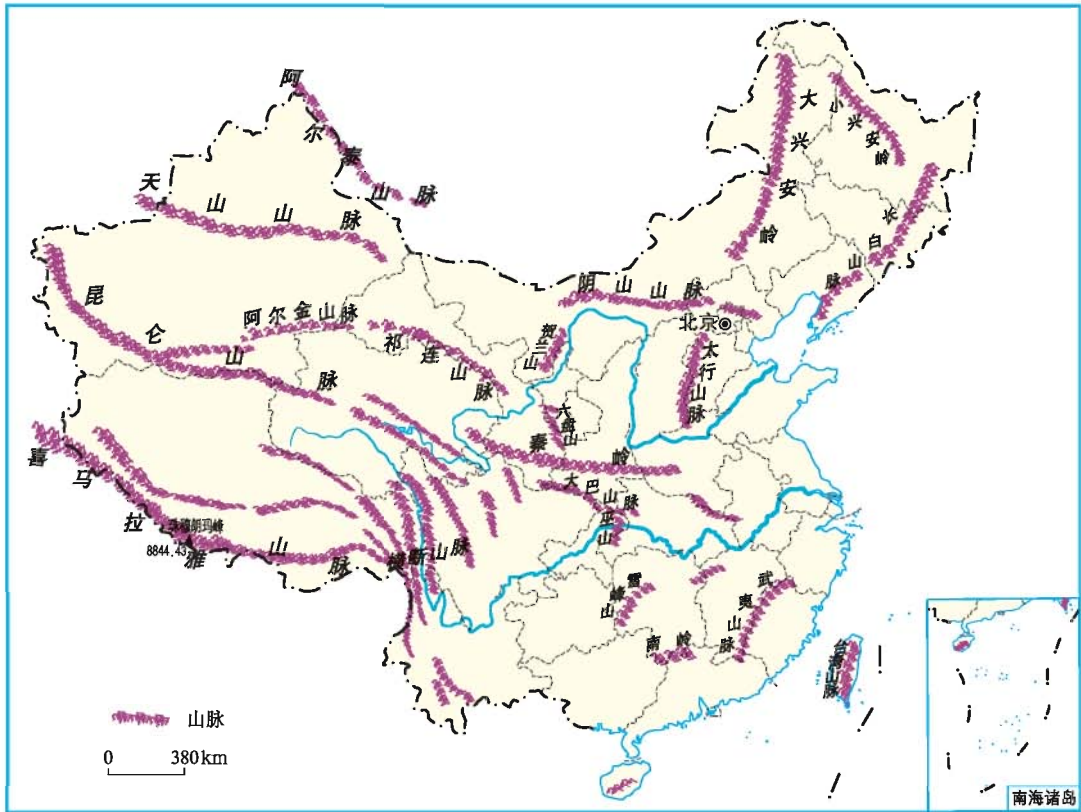 阿尔泰山脉
天山山脉
昆仑山脉
阿尔金山脉
祁连山脉
喜马拉雅山脉
珠穆朗玛峰
8844.43
横断山脉
大兴安岭
小兴安岭
长白山脉
阴山山脉
北京
贺兰山
太行山脉
六盘山
秦岭
大巴山脉
巫山
雪峰山
武夷山脉
南岭
台湾山脉
山脉
0 380km
南海诸岛